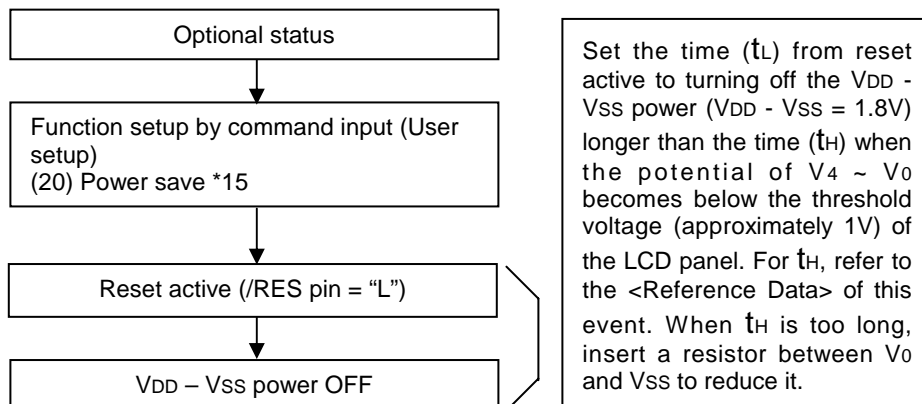 Optional status
Function setup by command input (User
setup)
(20) Power save *15
Reset active (/RES pin = “L”)
VDD – VSS power OFF
Set the time (tL) from reset
active to turning off the VDD -
VSS power (VDD - VSS = 1.8V)
longer than the time (tH) when
the potential of V4 ~ V0
becomes below the threshold
voltage (approximately 1V) of
the LCD panel. For tH, refer to
the <Reference Data> of this
event. When tH is too long,
insert a resistor between V0
and VSS to reduce it.